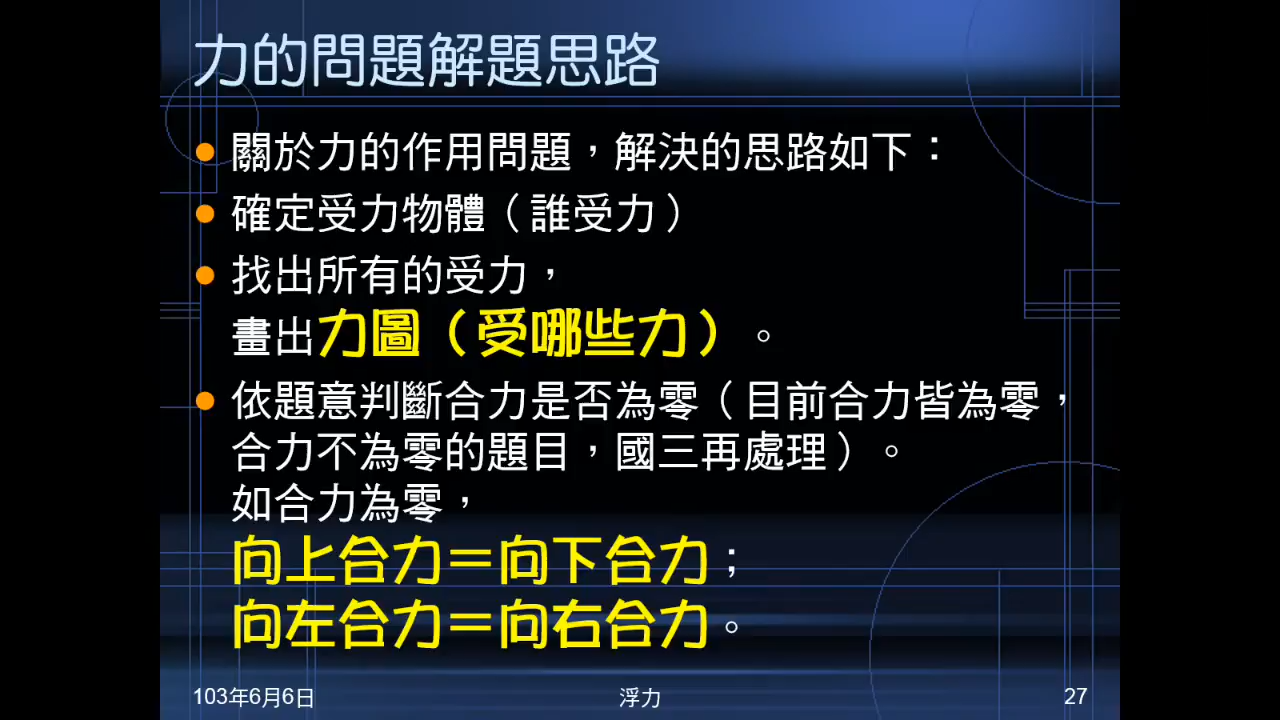 力的問題解題思路
關於力的作用問題，解決的思路如下：
確定受力物體（誰受力）
找出所有的受力，
畫出力圖（受哪些力）。
依題意判斷合力是否為零（目前合力皆為零，
合力不為零的題目，國三再處理）。
如合力為零，
向上合力＝向下合力；
向左合力＝向右合力。
103年6月6日
浮力
27